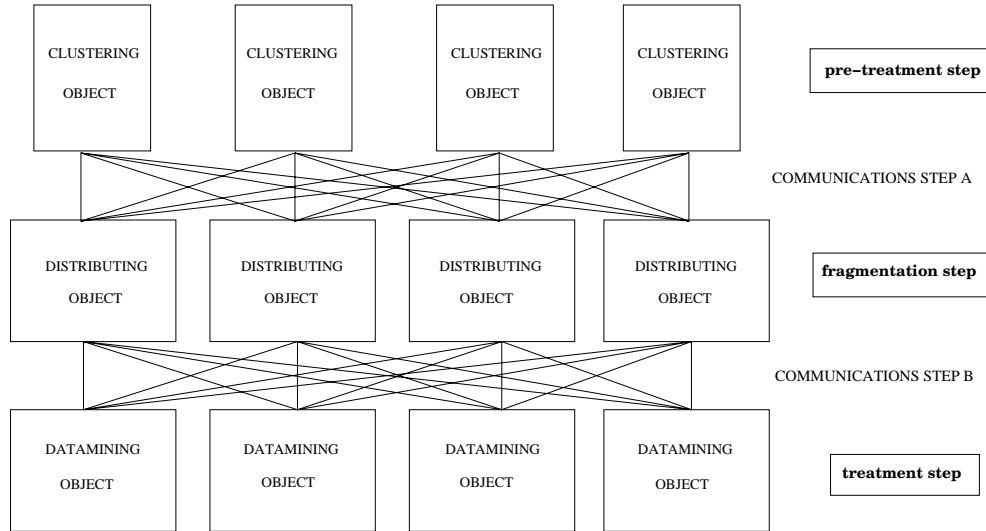 CLUSTERING
OBJECT
CLUSTERING
OBJECT
CLUSTERING
OBJECT
CLUSTERING
OBJECT
pre-treatment step
COMMUNICATIONS STEP A
DISTRIBUTING
OBJECT
DISTRIBUTING
OBJECT
DISTRIBUTING
OBJECT
DISTRIBUTING
OBJECT
fragmentation step
COMMUNICATIONS STEP B
DATAMINING
OBJECT
DATAMINING
OBJECT
DATAMINING
OBJECT
DATAMINING
OBJECT
treatment step